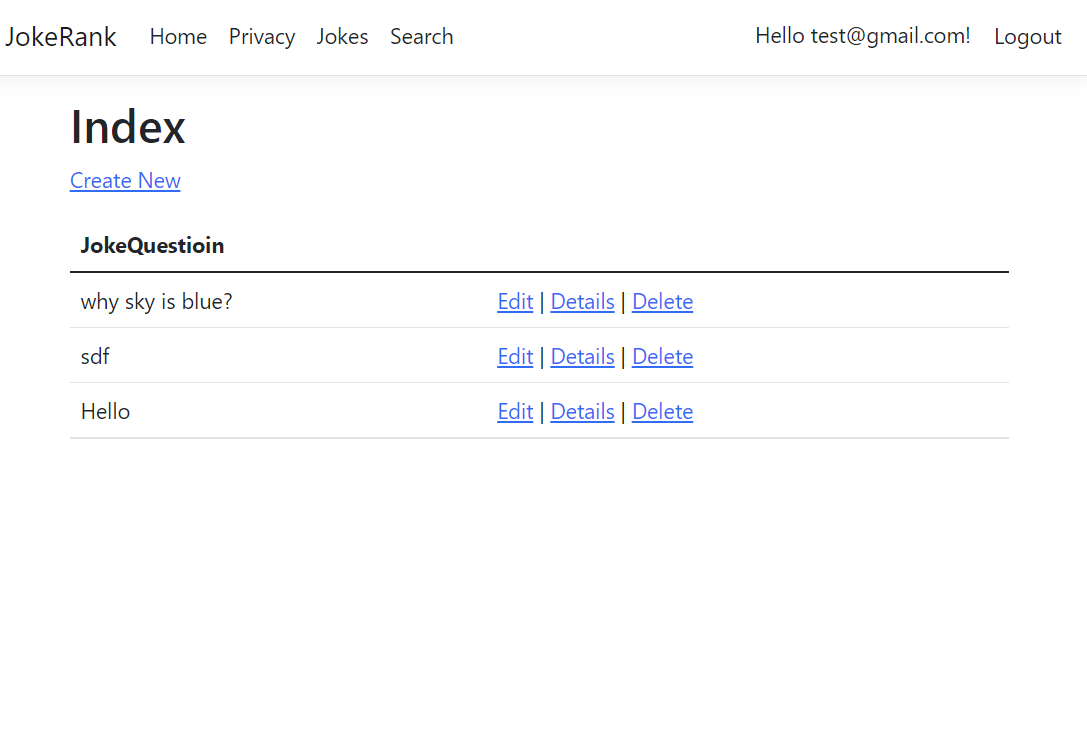 JokeRank Home Privacy Jokes Search Hello test@gmail.com! Logout
Index
Create New
JokeQuestioin
why sky is blue? Edit | Details | Delete
sdf Edit | Details | Delete
Hello Edit | Details | Delete